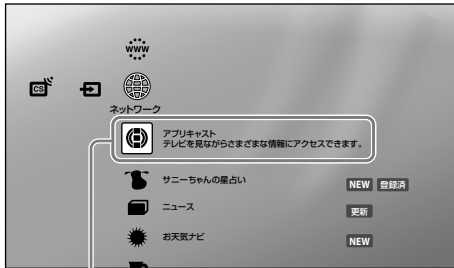 www
CS
ネットワーク
アプリキャスト
テレビを見ながらさまざまな情報にアクセスできます。
サニーちゃんの星占い
NEW 登録済
ニュース
更新
お天気ナビ
NEW